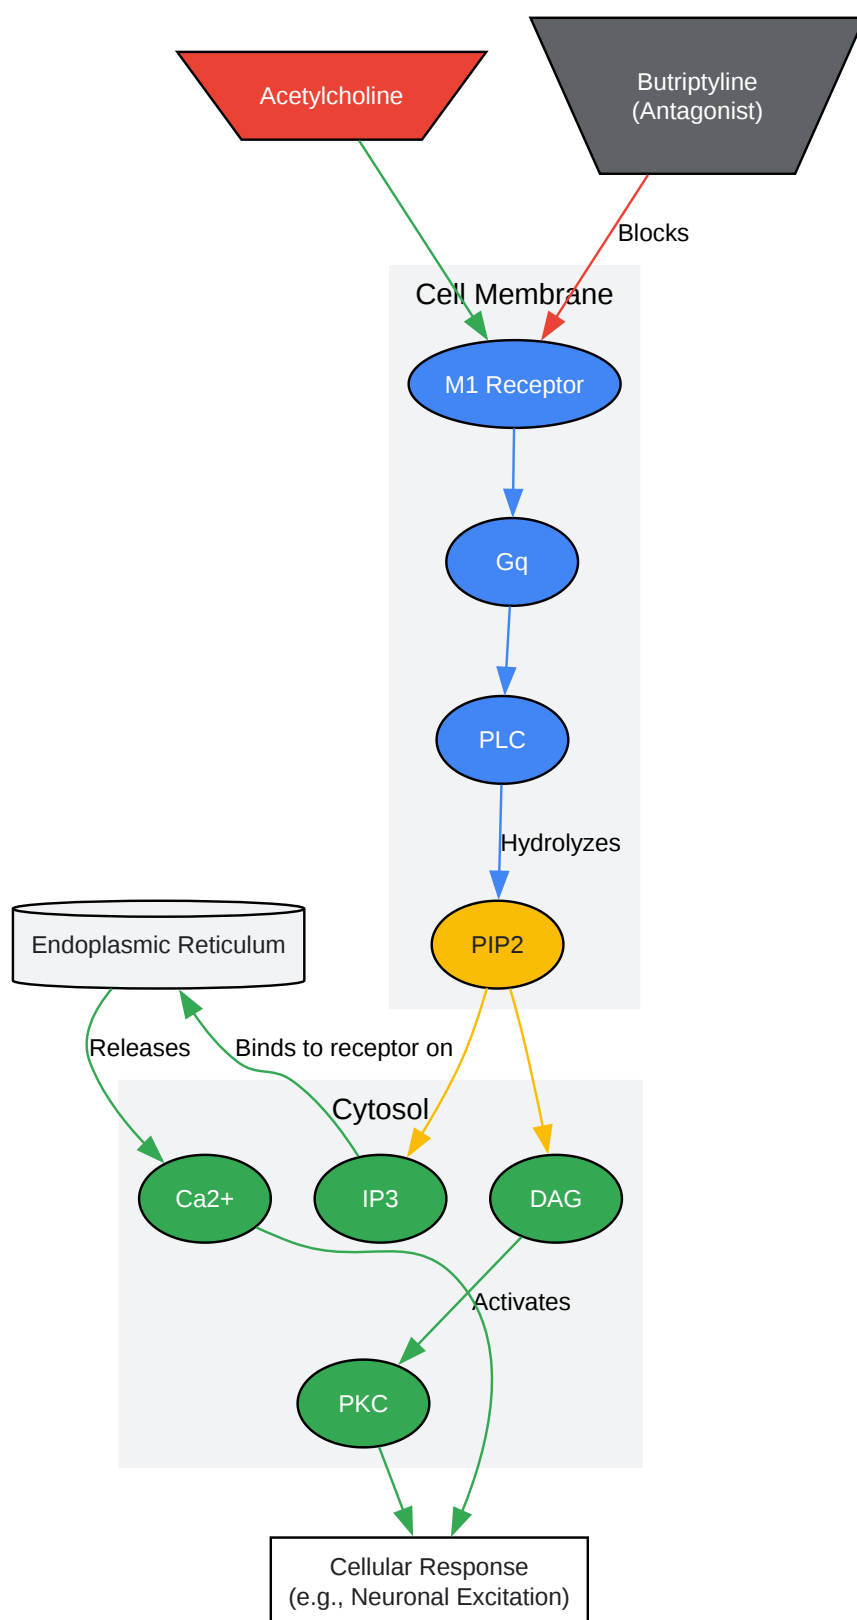 Acetylcholine
Butriptyline
(Antagonist)
Blocks
Cell Membrane
M1 Receptor
Gq
PLC
Hydrolyzes
Endoplasmic Reticulum
PIP2
Releases
Binds to receptor on
Cytosol
Ca2+
IP3
DAG
Activates
PKC
Cellular Response
(e.g., Neuronal Excitation)